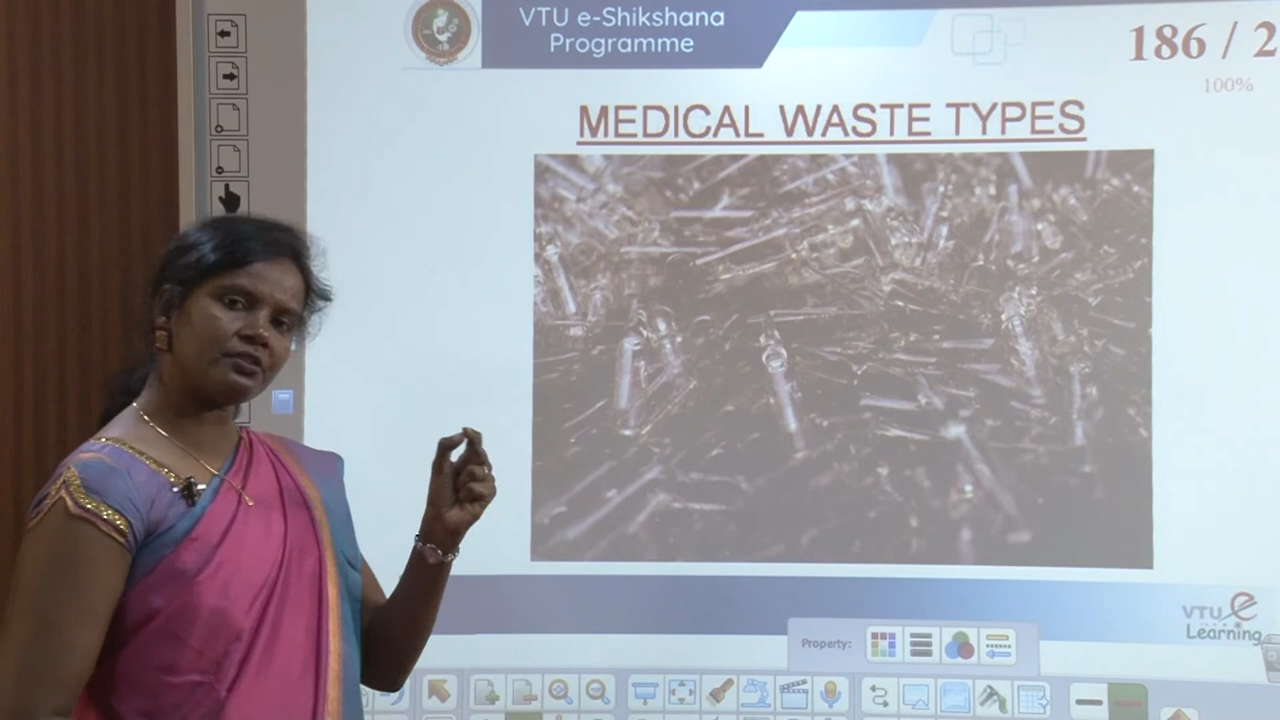 VTU e-Shikshana
Programme
186 / 2
100%
MEDICAL WASTE TYPES
VTU e
Learning
Property: